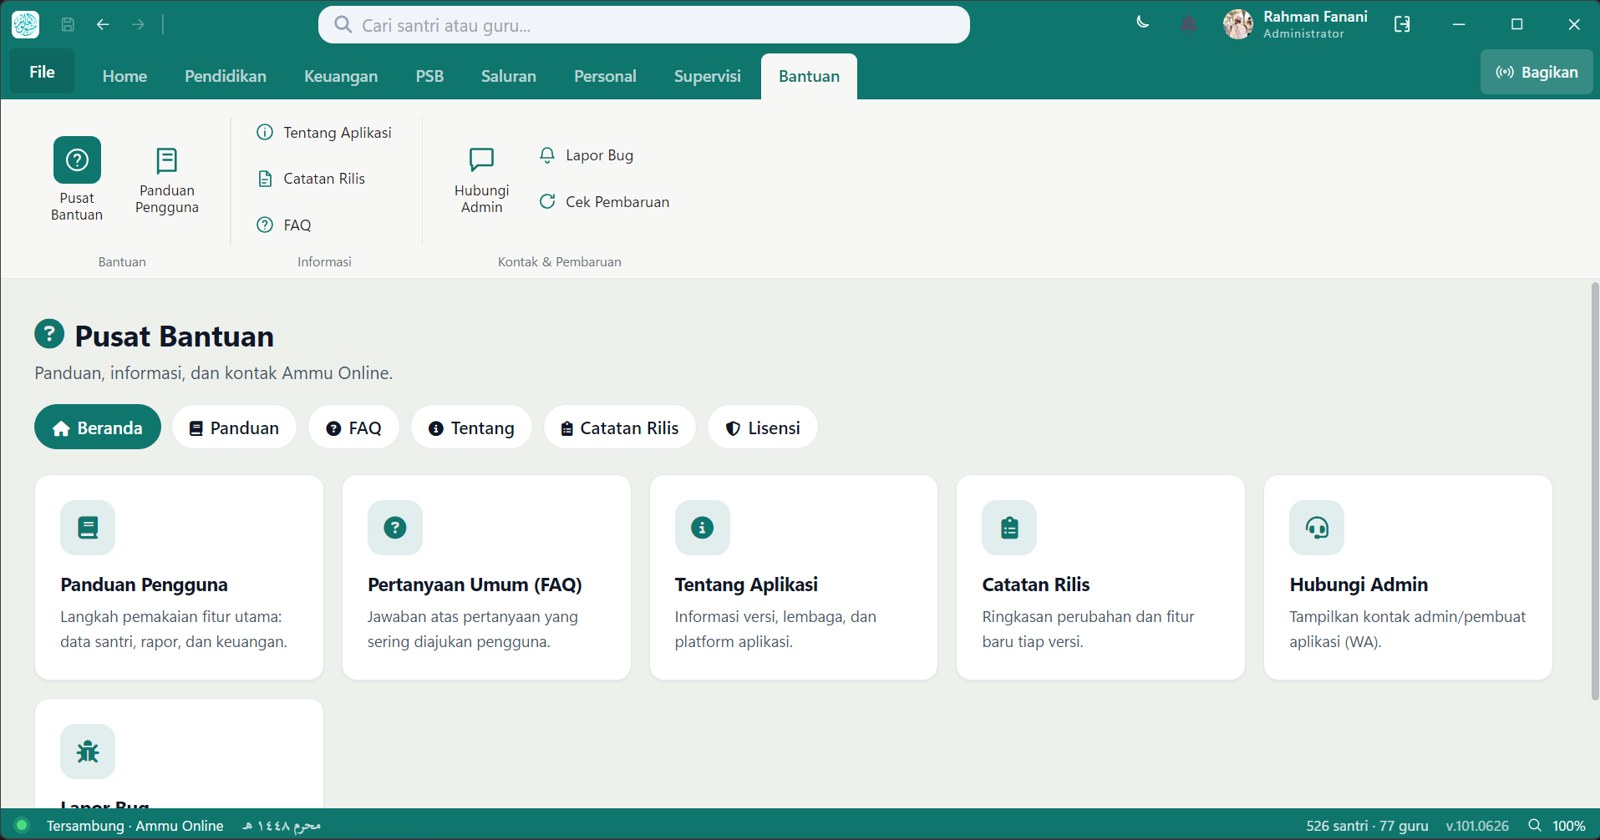 Cari santri atau guru...
Rahman Fanani
Administrator
File
Home
Pendidikan
Keuangan
PSB
Saluran
Personal
Supervisi
Bantuan
Bagikan
Pusat
Bantuan
Panduan
Pengguna
Bantuan
Tentang Aplikasi
Catatan Rilis
FAQ
Informasi
Hubungi
Admin
Lapor Bug
Cek Pembaruan
Kontak & Pembaruan
Pusat Bantuan
Panduan, informasi, dan kontak Ammu Online.
Beranda
Panduan
FAQ
Tentang
Catatan Rilis
Lisensi
Panduan Pengguna
Langkah pemakaian fitur utama:
data santri, rapor, dan keuangan.
Pertanyaan Umum (FAQ)
Jawaban atas pertanyaan yang
sering diajukan pengguna.
Tentang Aplikasi
Informasi versi, lembaga, dan
platform aplikasi.
Catatan Rilis
Ringkasan perubahan dan fitur
baru tiap versi.
Hubungi Admin
Tampilkan kontak admin/pembuat
aplikasi (WA).
Lapor Bug
Tersambung · Ammu Online
محرم ١٤٤٨ هـ
526 santri · 77 guru
v.101.0626
100%